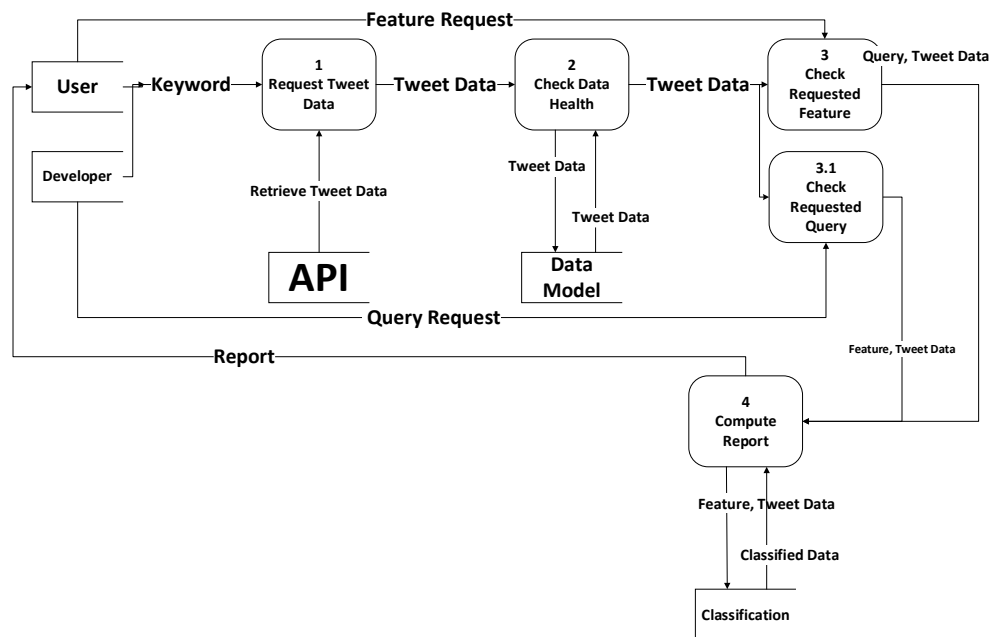 Feature Request
User
Keyword
1
Request Tweet
Data
Tweet Data
2
Check Data
Health
Tweet Data
3
Check
Requested
Feature
Query, Tweet Data
Developer
Retrieve Tweet Data
Tweet Data
Tweet Data
3.1
Check
Requested
Query
API
Data
Model
Query Request
Report
Feature, Tweet Data
4
Compute
Report
Feature, Tweet Data
Classified Data
Classification